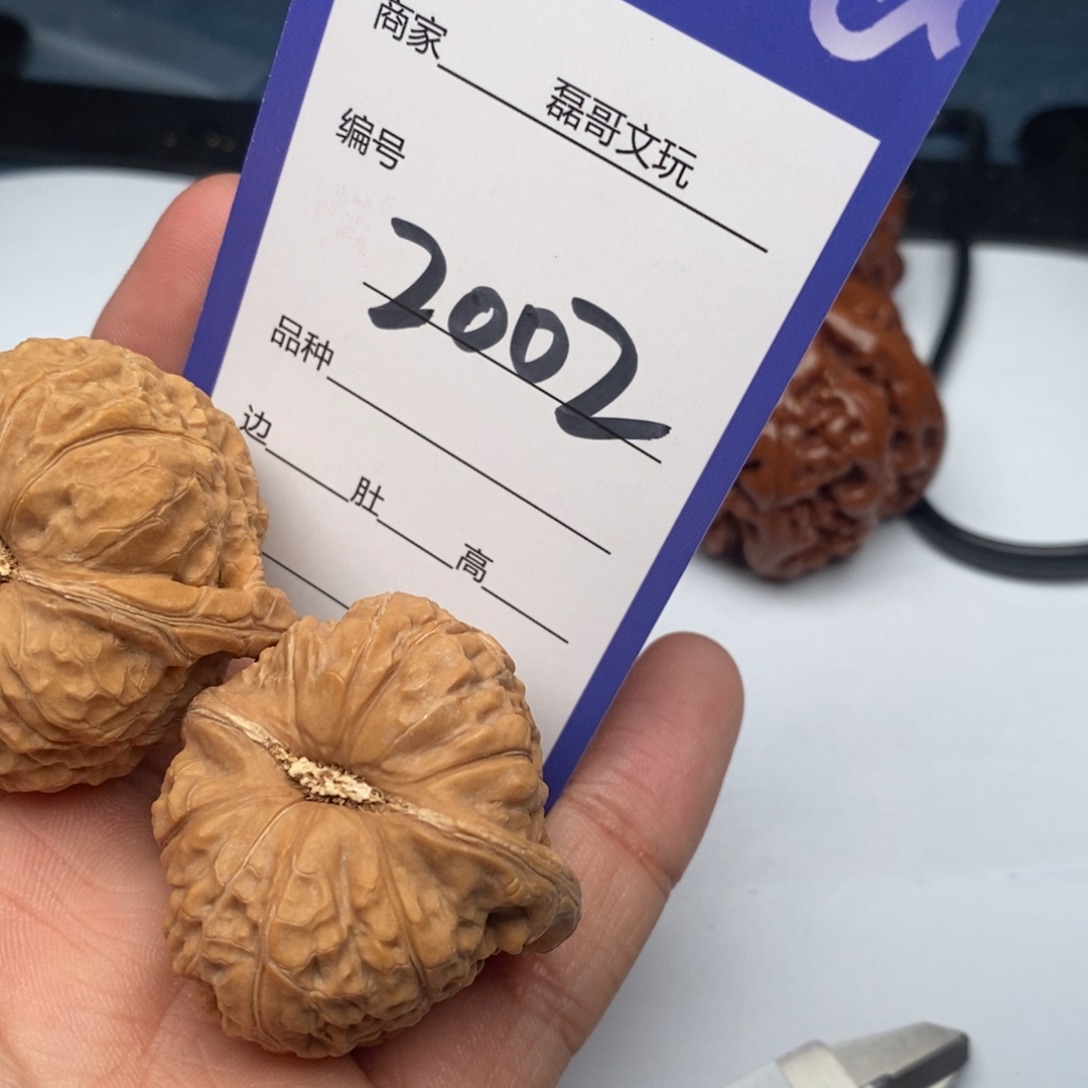 商家 磊哥文玩
编号
2002
品种
边 肚 高